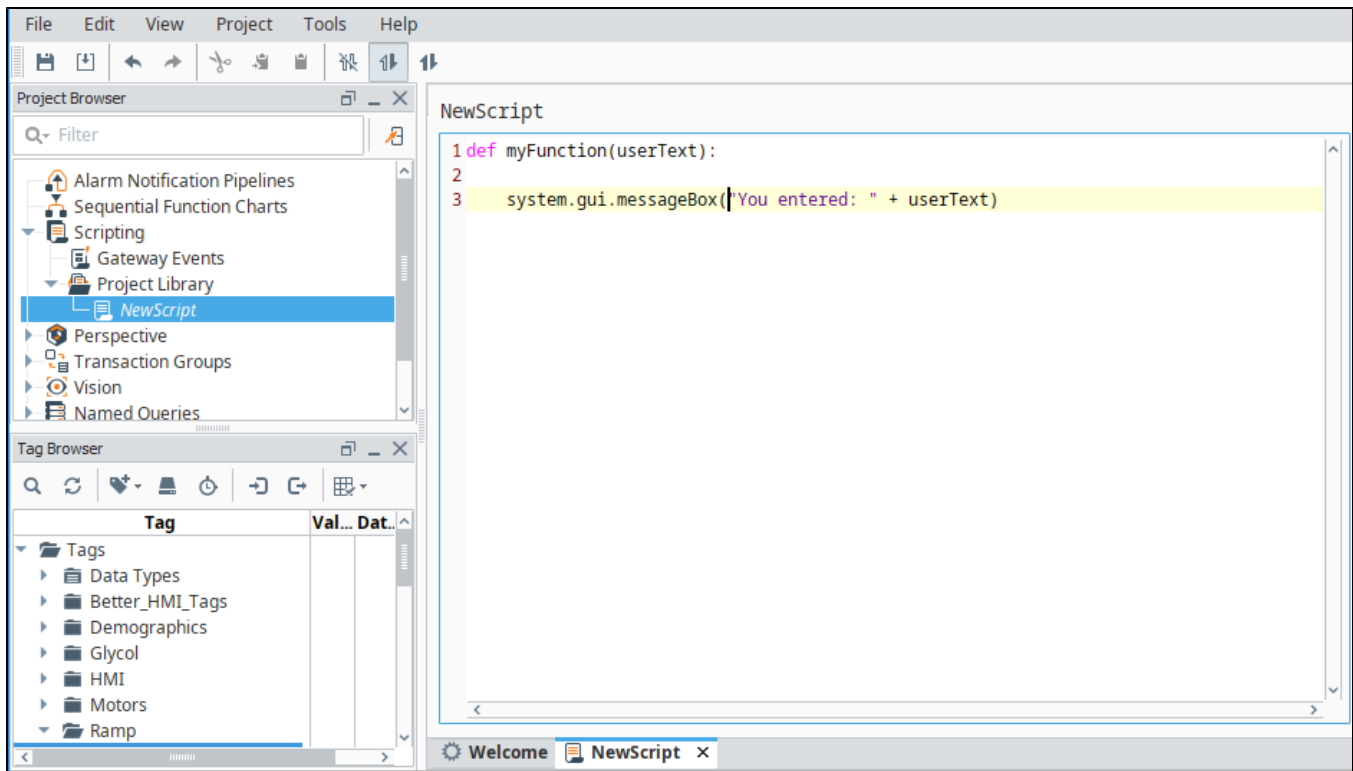 File Edit View Project Tools Help
Project Browser
Filter
Alarm Notification Pipelines
Sequential Function Charts
Scripting
Gateway Events
Project Library
NewScript
Perspective
Transaction Groups
Vision
Named Queries
Tag Browser
Tag Val... Dat..
Tags
Data Types
Better_HMI_Tags
Demographics
Glycol
HMI
Motors
Ramp
NewScript
1 def myFunction(userText):
2
3 system.gui.messageBox("You entered: " + userText)
Welcome NewScript